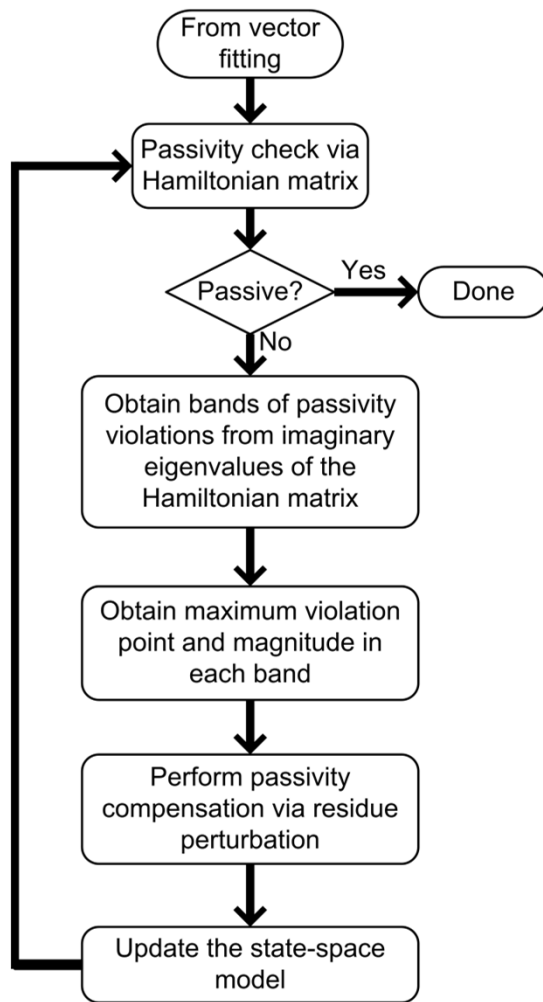 From vector
fitting
Passivity check via
Hamiltonian matrix
Passive?
Yes
Done
No
Obtain bands of passivity
violations from imaginary
eigenvalues of the
Hamiltonian matrix
Obtain maximum violation
point and magnitude in
each band
Perform passivity
compensation via residue
perturbation
Update the state-space
model